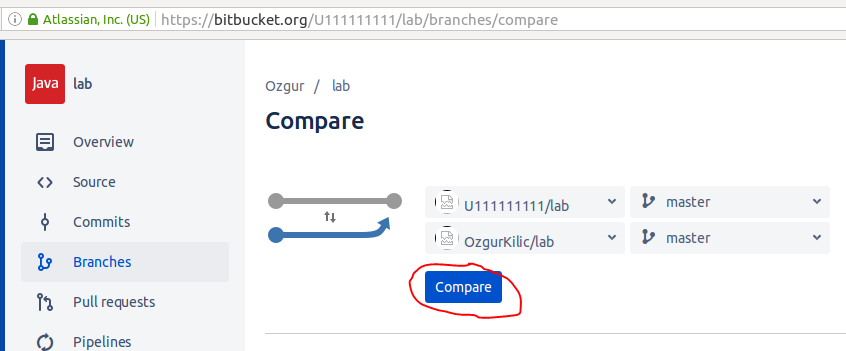 Atlassian, Inc. (US) https://bitbucket.org/U111111111/lab/branches/compare
Java lab
Overview
Source
Commits
Branches
Pull requests
Pipelines
Ozgur / lab
Compare
U111111111/lab master
OzgurKilic/lab master
Compare